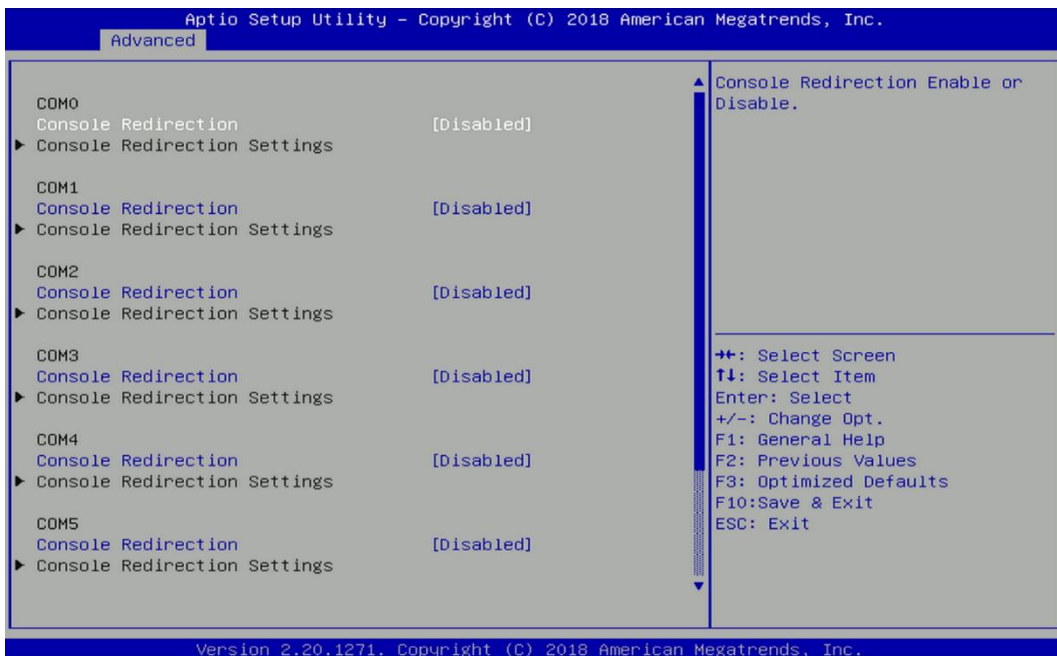 Aptio Setup Utility – Copyright (C) 2018 American Megatrends, Inc.
Advanced
COM0
Console Redirection [Disabled]
▶ Console Redirection Settings
COM1
Console Redirection [Disabled]
▶ Console Redirection Settings
COM2
Console Redirection [Disabled]
▶ Console Redirection Settings
COM3
Console Redirection [Disabled]
▶ Console Redirection Settings
COM4
Console Redirection [Disabled]
▶ Console Redirection Settings
COM5
Console Redirection [Disabled]
▶ Console Redirection Settings
Console Redirection Enable or
Disable.
→←: Select Screen
↑↓: Select Item
Enter: Select
+/-: Change Opt.
F1: General Help
F2: Previous Values
F3: Optimized Defaults
F10:Save & Exit
ESC: Exit
Version 2.20.1271. Copyright (C) 2018 American Megatrends, Inc.